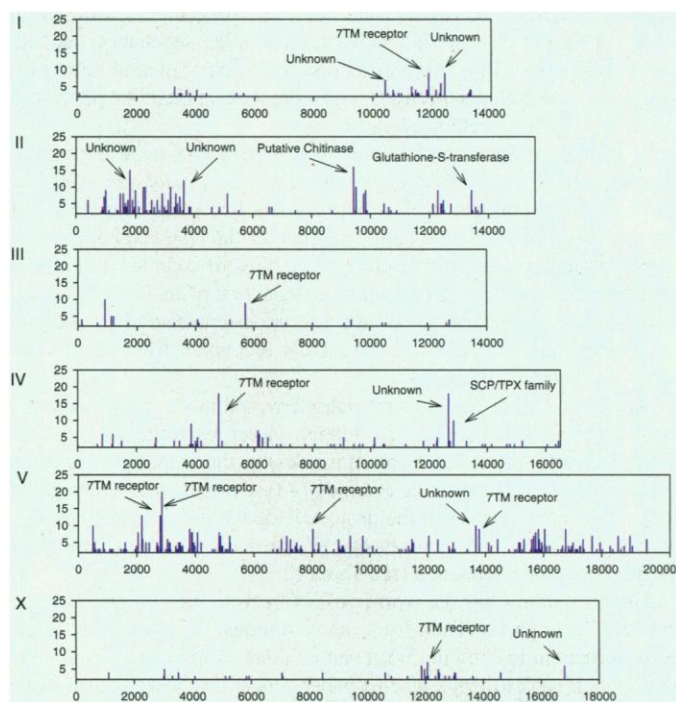 I
25
20
15
10
5
7TM receptor
Unknown
Unknown
0 2000 4000 6000 8000 10000 12000 14000
II
25
20
15
10
5
Unknown
Unknown
Putative Chitinase
Glutathione-S-transferase
0 2000 4000 6000 8000 10000 12000 14000
III
25
20
15
10
5
7TM receptor
0 2000 4000 6000 8000 10000 12000 14000
IV
25
20
15
10
5
7TM receptor
Unknown
SCP/TPX family
0 2000 4000 6000 8000 10000 12000 14000 16000
V
25
20
15
10
5
7TM receptor
7TM receptor
7TM receptor
Unknown
7TM receptor
0 2000 4000 6000 8000 10000 12000 14000 16000 18000 20000
X
25
20
15
10
5
7TM receptor
Unknown
0 2000 4000 6000 8000 10000 12000 14000 16000 18000